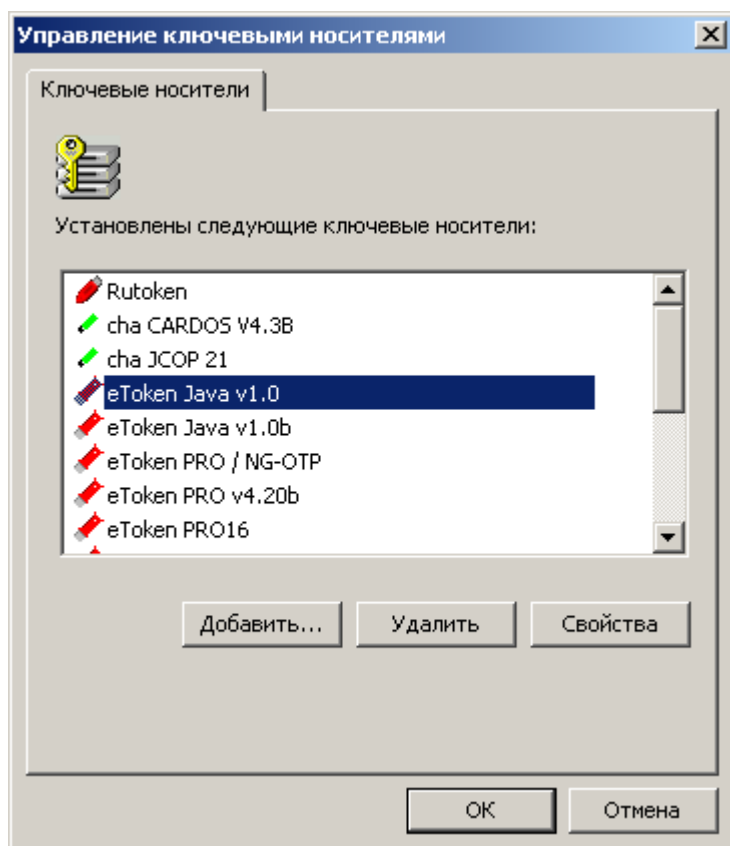 Управление ключевыми носителями
Ключевые носители
Установлены следующие ключевые носители:
Rutoken
cha CARDOS V4.3B
cha JCOP 21
eToken Java v1.0
eToken Java v1.0b
eToken PRO / NG-OTP
eToken PRO v4.20b
eToken PRO16
Добавить... Удалить Свойства
ОК Отмена